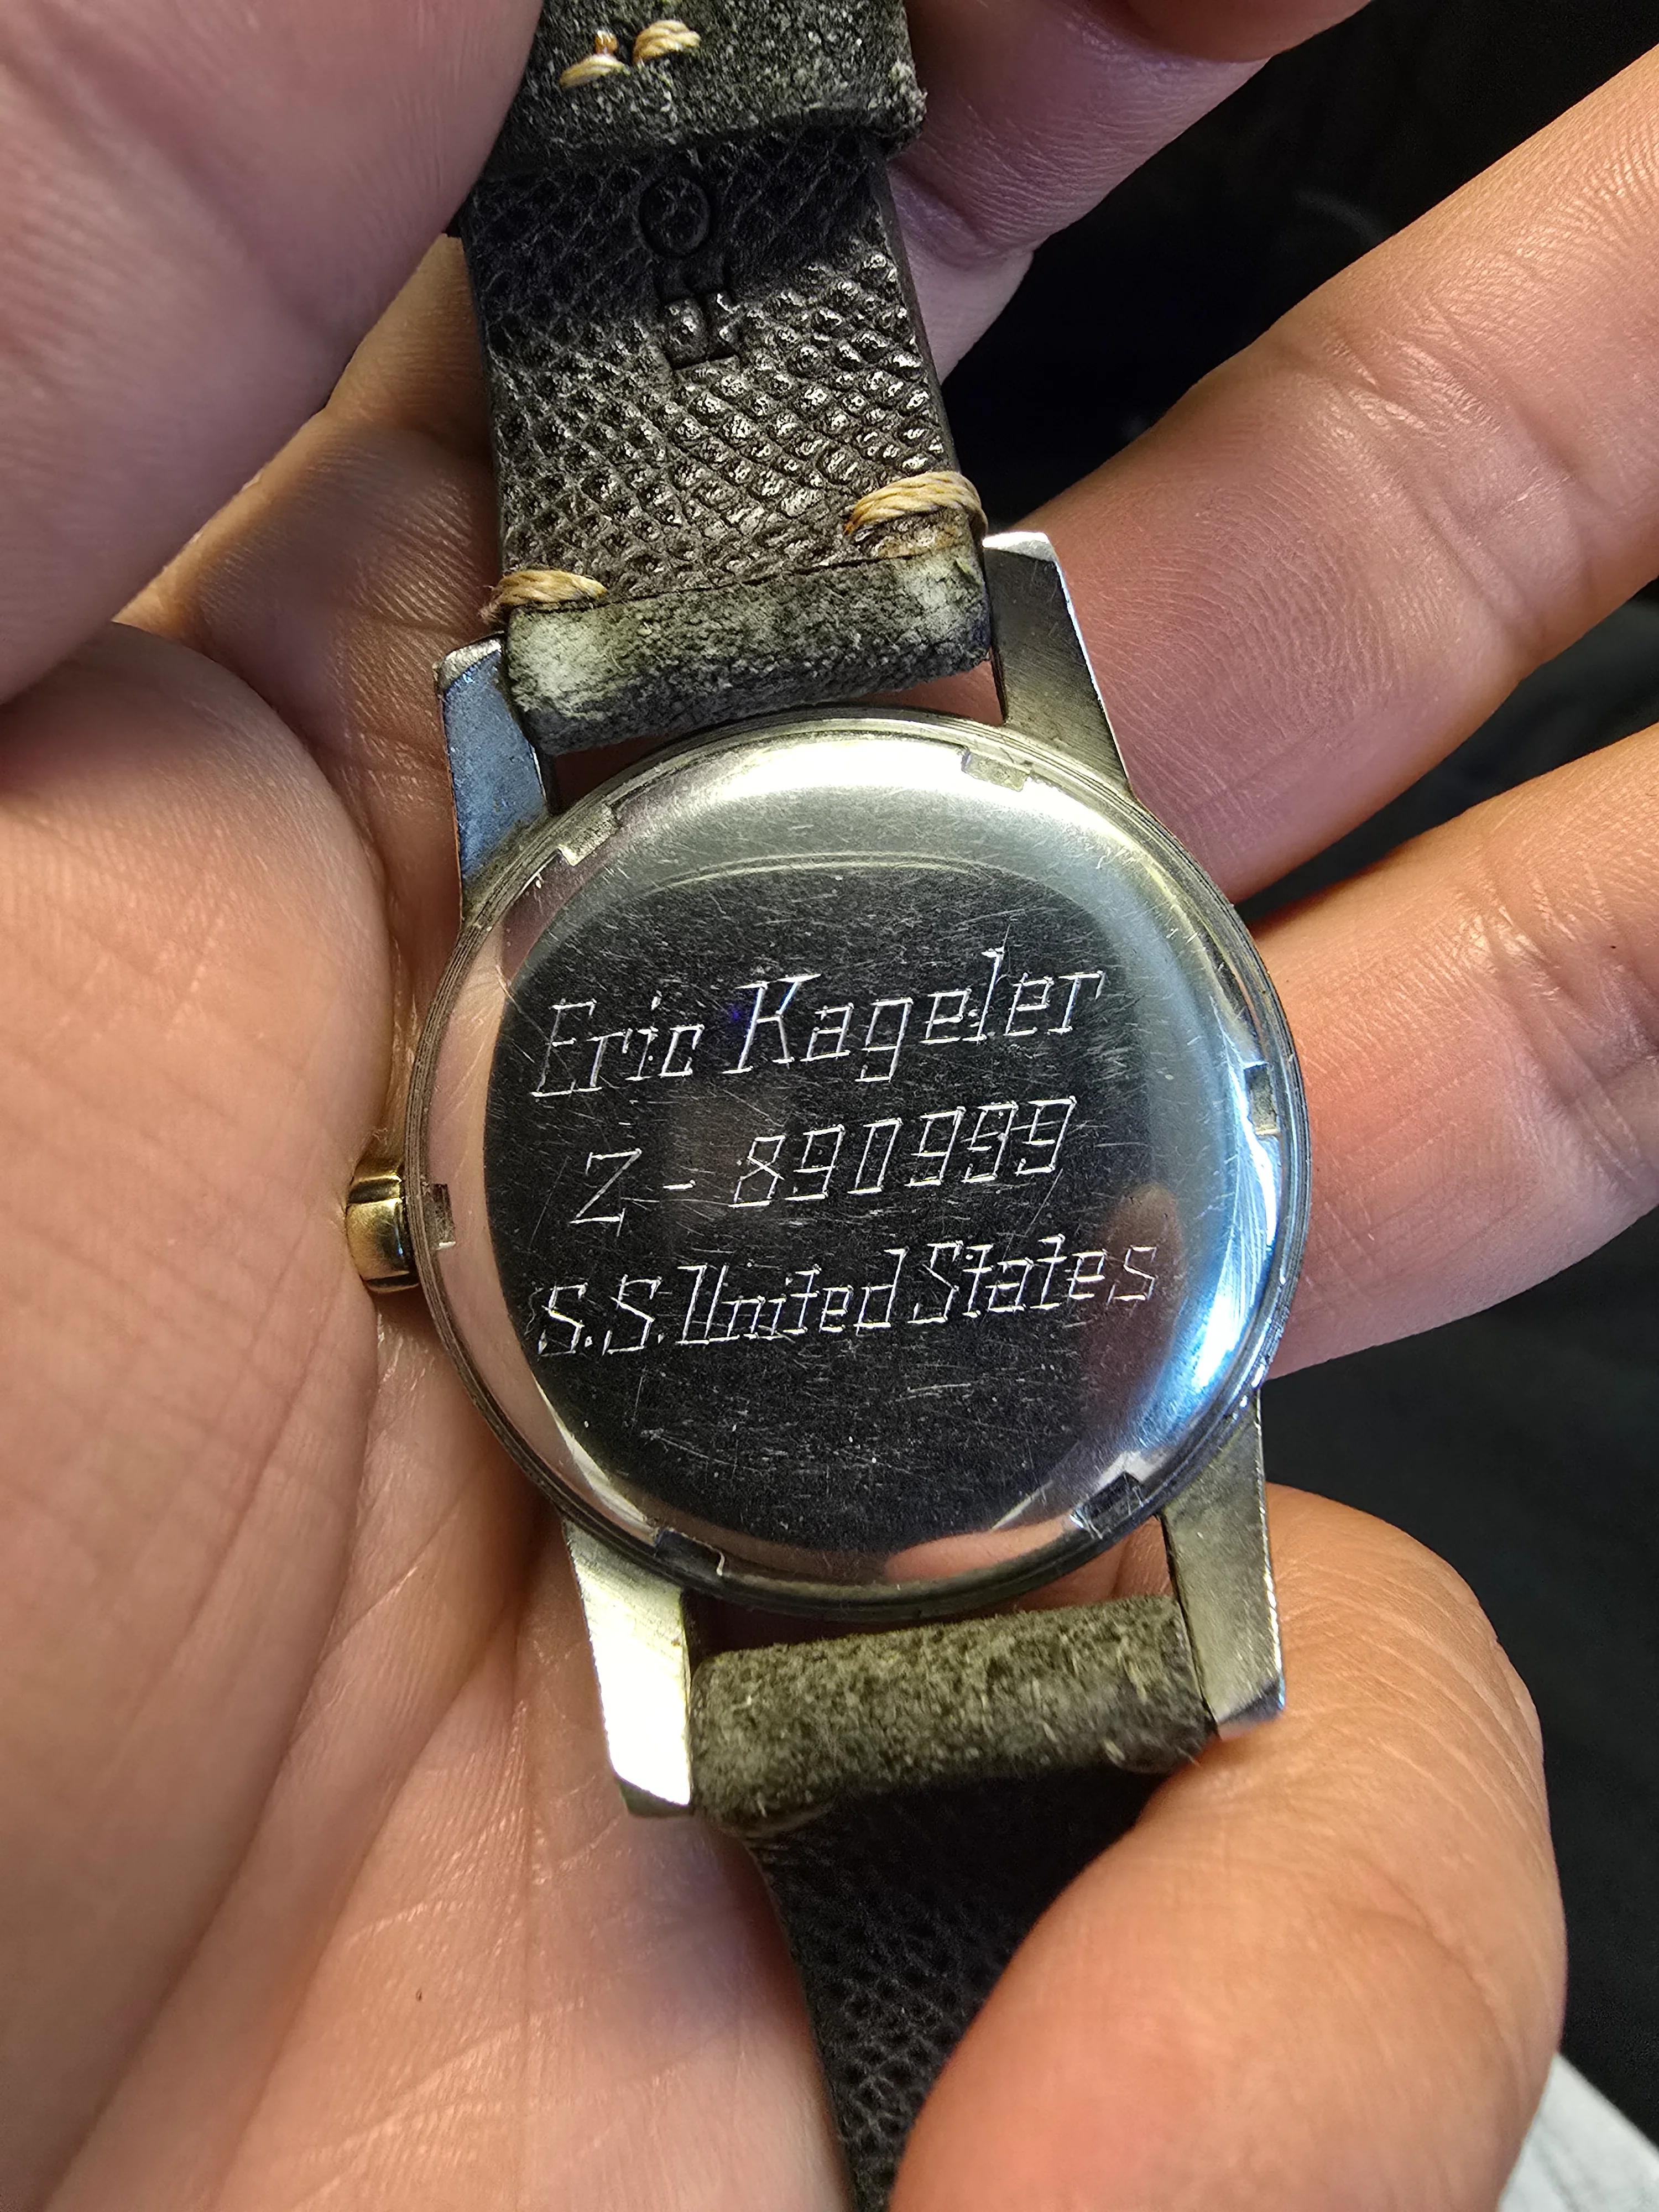 Eric Kageler
Z - 890999
S.S. United States